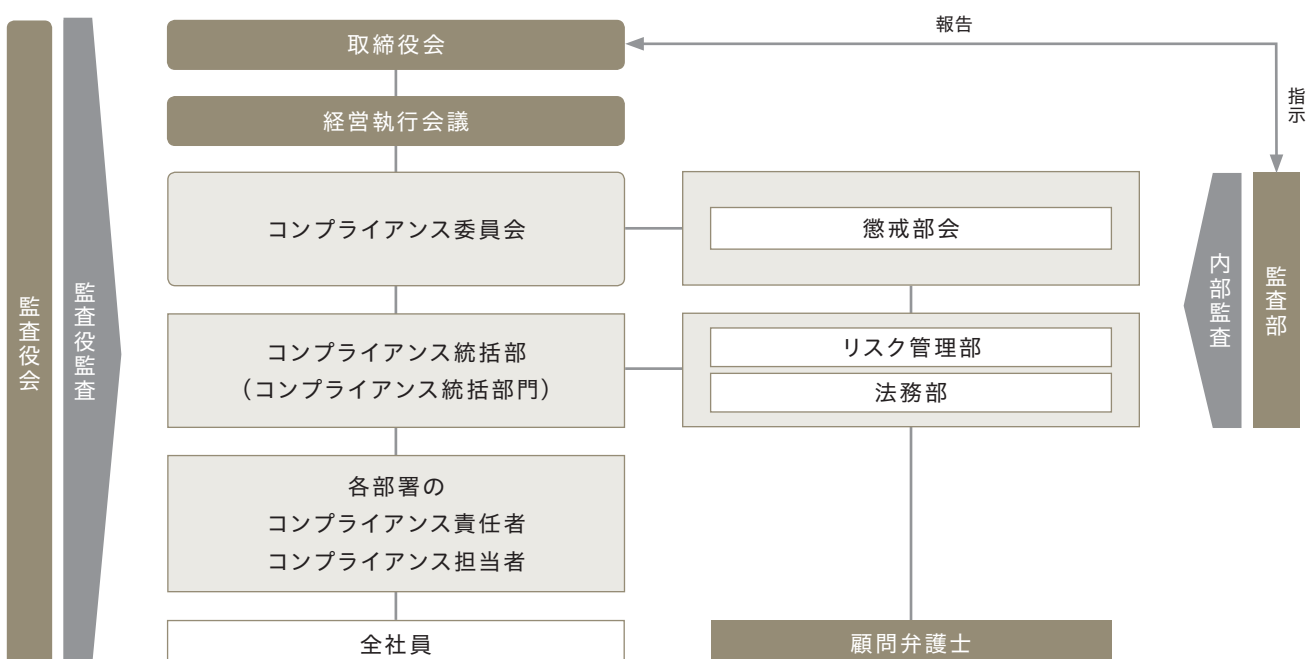 取締役会
報告
指示
経営執行会議
コンプライアンス委員会
懲戒部会
監査役会
監査役監査
内部監査
監査部
コンプライアンス統括部
（コンプライアンス統括部門）
リスク管理部
法務部
各部署の
コンプライアンス責任者
コンプライアンス担当者
全社員
顧問弁護士